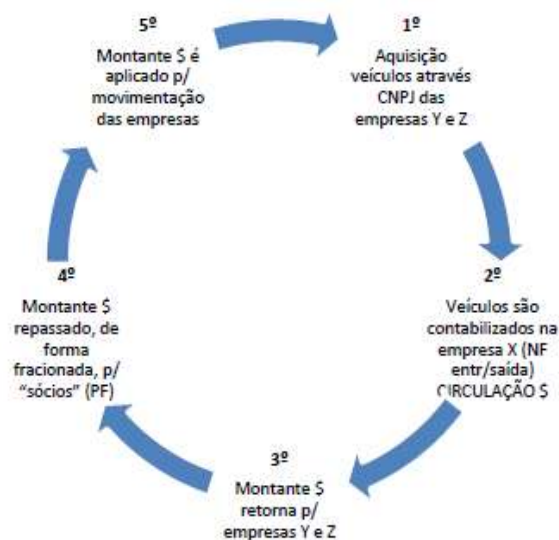 1º
Aquisição
veículos através
CNPJ das
empresas Y e Z
2º
Veículos são
contabilizados na
empresa X (NF
entr/saída)
CIRCULAÇÃO $
3º
Montante $
retorna p/
empresas Y e Z
4º
Montante $
repassado, de
forma
fracionada, p/
"sócios" (PF)
5º
Montante $ é
aplicado p/
movimentação
das empresas